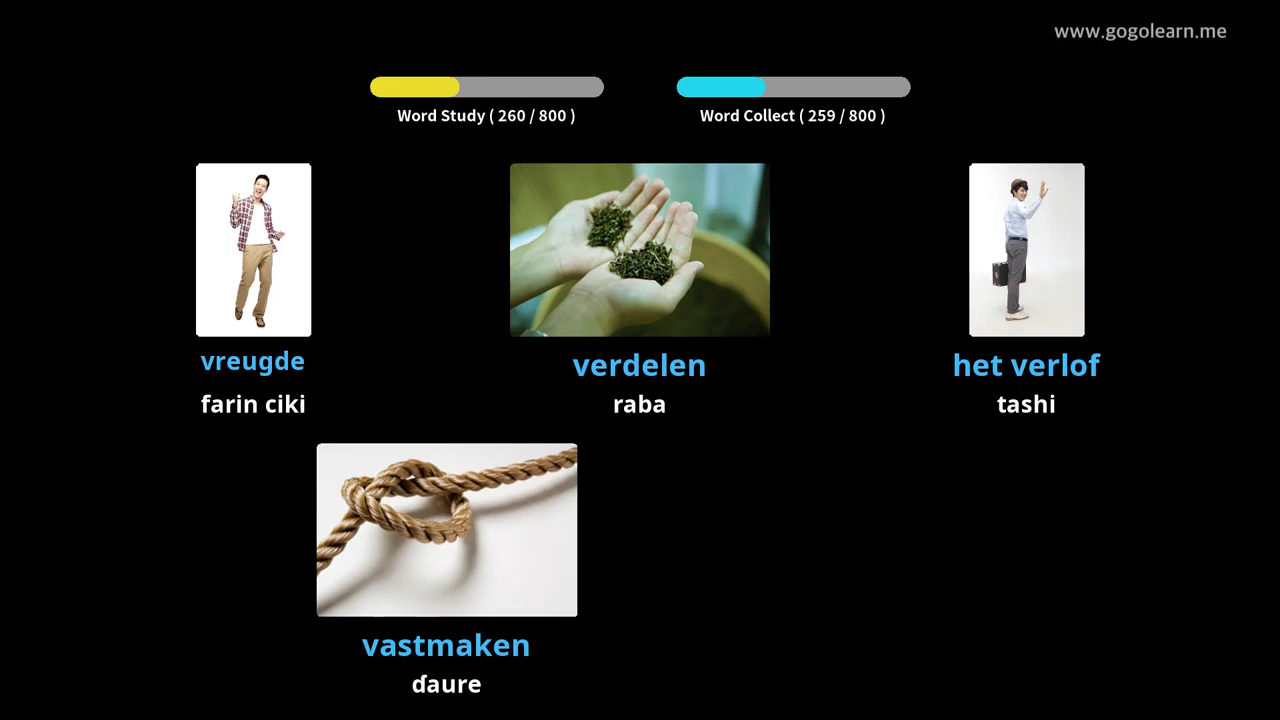 www.gogolearn.me
Word Study ( 260 / 800 )
Word Collect ( 259 / 800 )
vreugde
farin ciki
verdelen
raba
het verlof
tashi
vastmaken
ɗaure